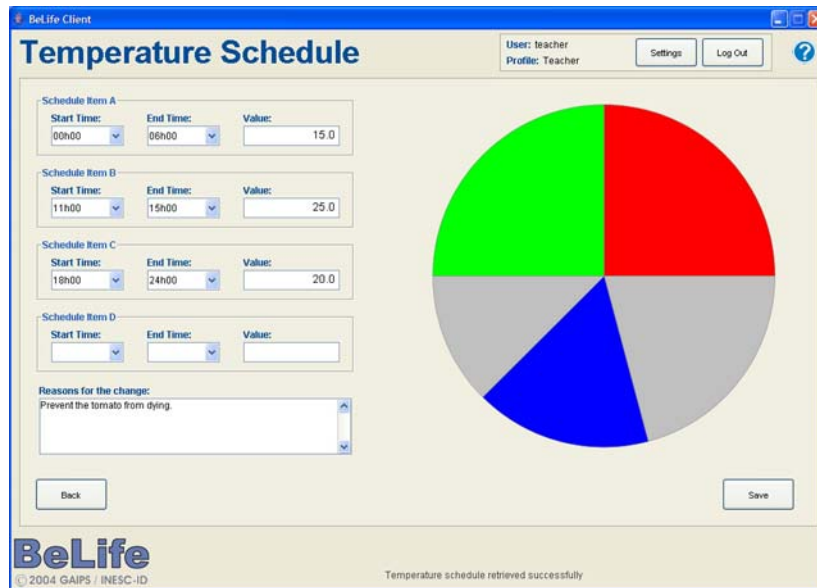 BeLife Client
Temperature Schedule
User: teacher
Profile: Teacher
Settings
Log Out
?
Schedule Item A
Start Time: End Time: Value:
00h00 06h00 15.0
Schedule Item B
Start Time: End Time: Value:
11h00 15h00 25.0
Schedule Item C
Start Time: End Time: Value:
18h00 24h00 20.0
Schedule Item D
Start Time: End Time: Value:
Reasons for the change:
Prevent the tomato from dying.
Back
Save
BeLife
© 2004 GAIPS / INESC-ID
Temperature schedule retrieved successfully